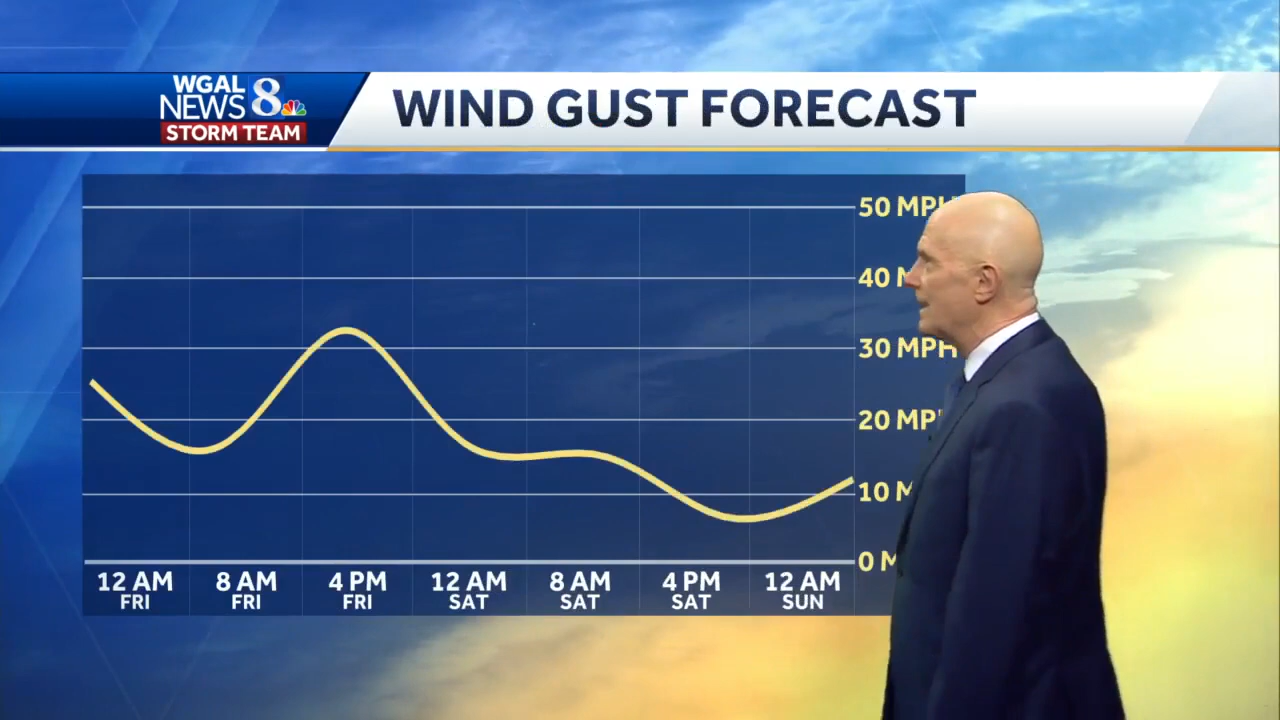 WGAL
NEWS 8
STORM TEAM
WIND GUST FORECAST
50 MPH
40
30 MPH
20
10
0
12 AM 8 AM 4 PM 12 AM 8 AM 4 PM 12 AM
FRI FRI FRI SAT SAT SAT SUN